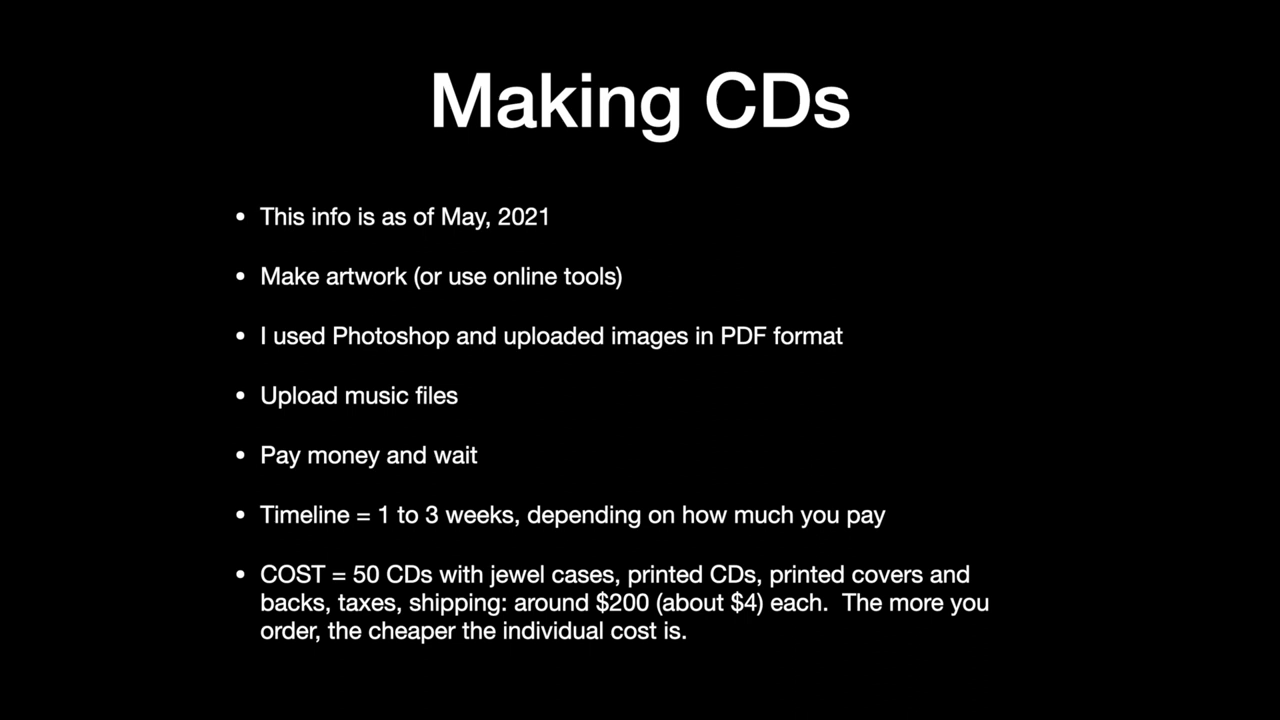 Making CDs
• This info is as of May, 2021
• Make artwork (or use online tools)
• I used Photoshop and uploaded images in PDF format
• Upload music files
• Pay money and wait
• Timeline = 1 to 3 weeks, depending on how much you pay
• COST = 50 CDs with jewel cases, printed CDs, printed covers and
backs, taxes, shipping: around $200 (about $4) each.  The more you
order, the cheaper the individual cost is.